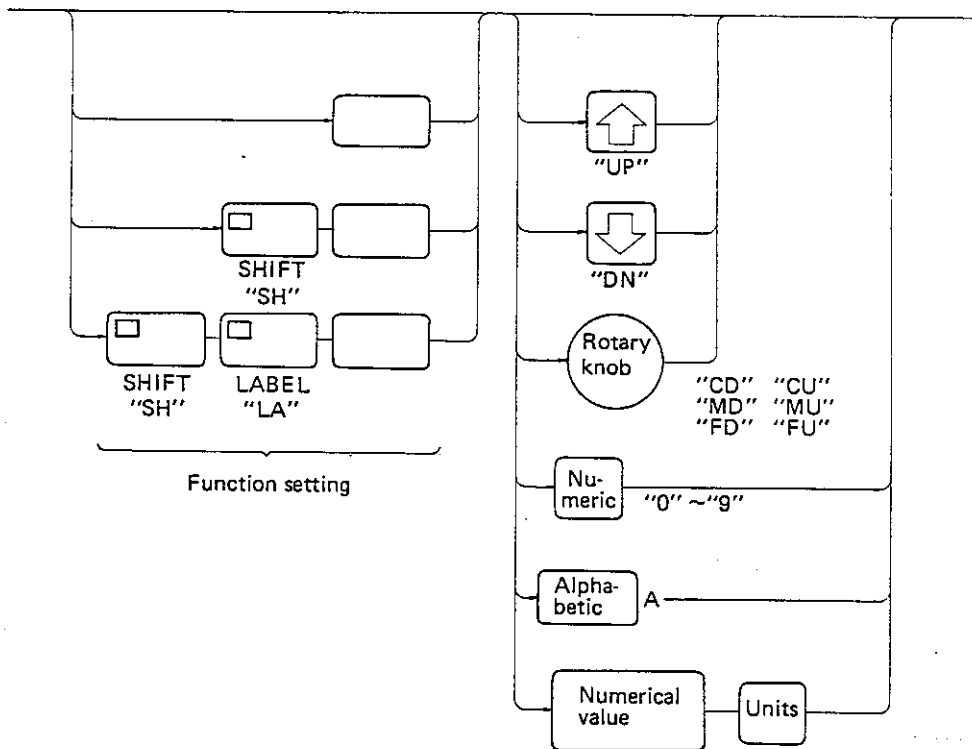 SHIFT
"SH"
SHIFT
"SH"
LABEL
"LA"
Function setting
"UP"
"DN"
Rotary
knob
"CD" "CU"
"MD" "MU"
"FD" "FU"
Nu-
meric
"0" ~"9"
Alpha-
betic
A
Numerical
value
Units